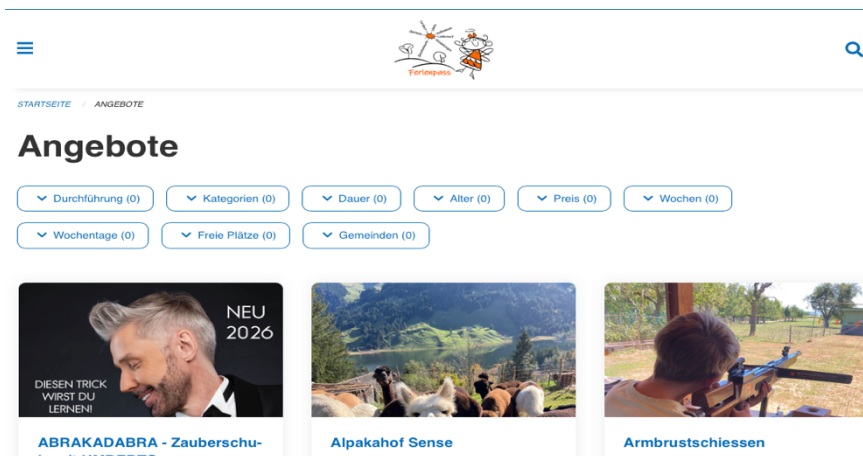 Ferienpass
STARTSEITE / ANGEBOTE
Angebote
Durchführung (0)
Kategorien (0)
Dauer (0)
Alter (0)
Preis (0)
Wochen (0)
Wochentage (0)
Freie Plätze (0)
Gemeinden (0)
NEU
2026
DIESEN TRICK
WIRST DU
LERNEN!
ABRAKADABRA - Zauberschu-
Alpakahof Sense
Armbrustschiessen